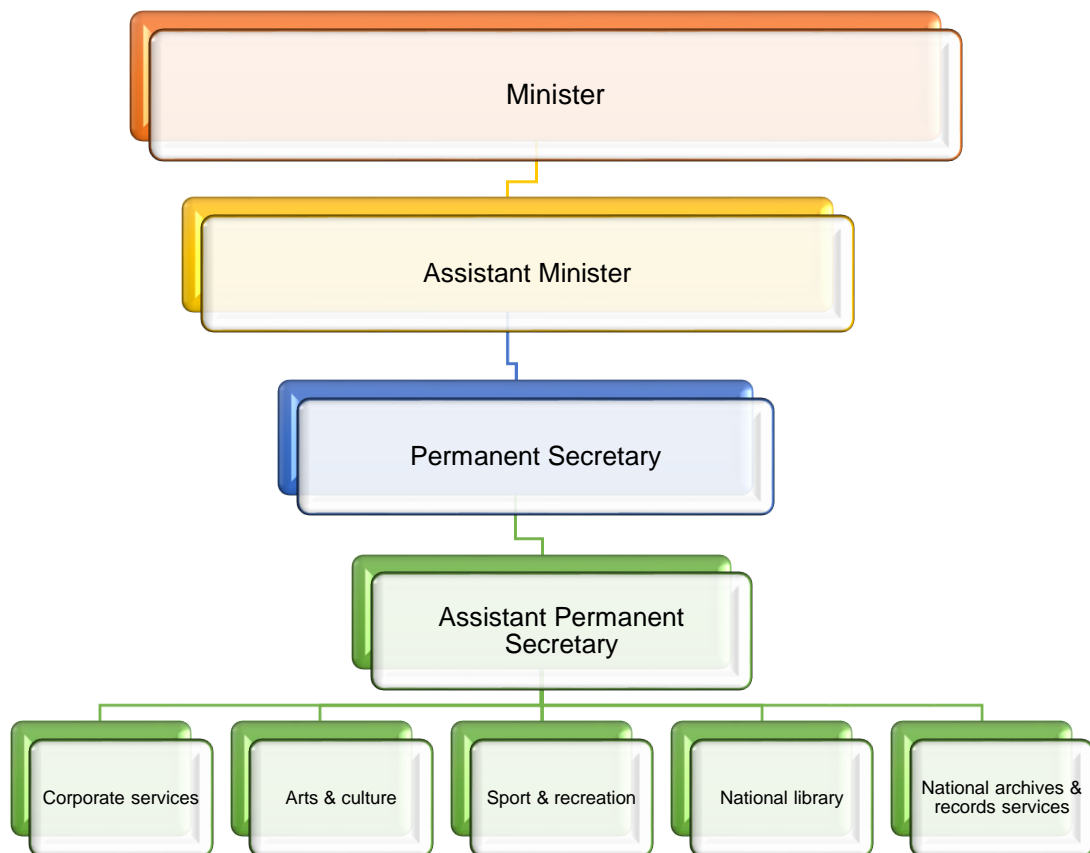 Minister
Assistant Minister
Permanent Secretary
Assistant Permanent
Secretary
Corporate services
Arts & culture
Sport & recreation
National library
National archives &
records services